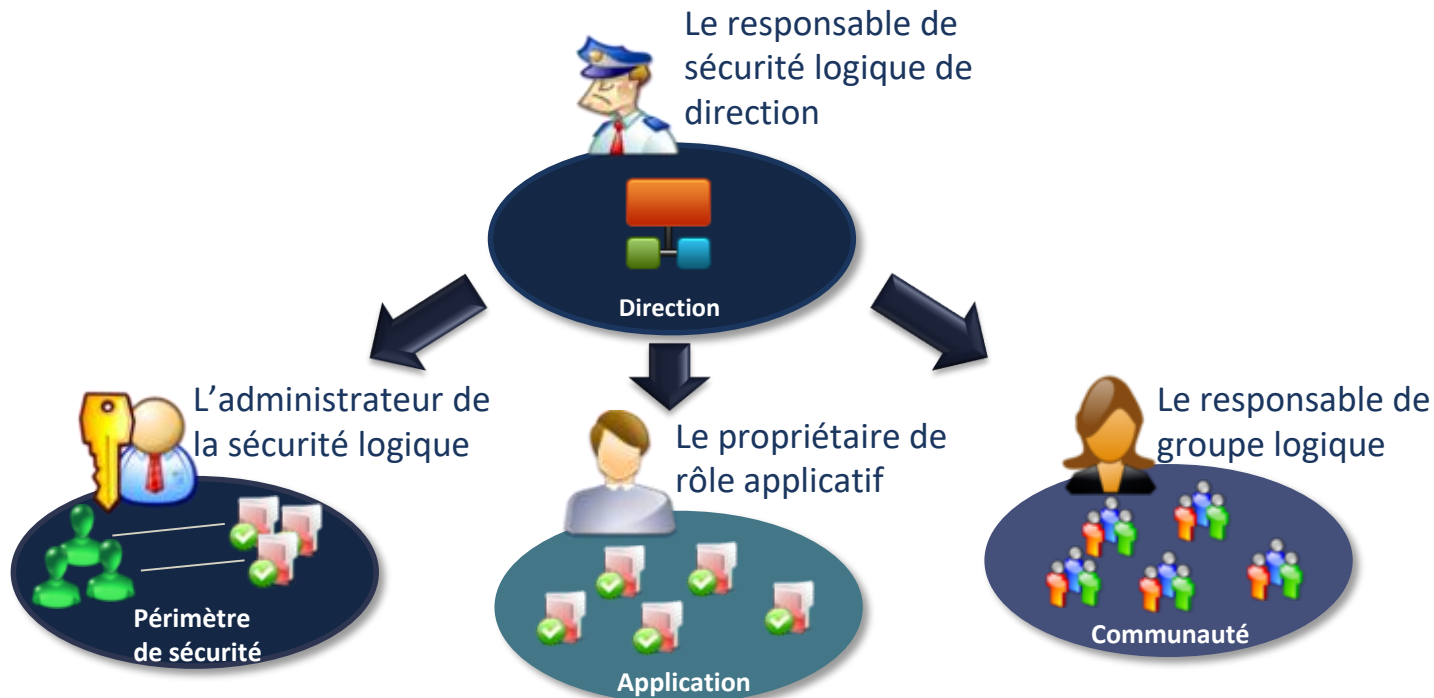 Le responsable de
sécurité logique de
direction
Direction
L’administrateur de
la sécurité logique
Périmètre
de sécurité
Le propriétaire de
rôle applicatif
Application
Le responsable de
groupe logique
Communauté